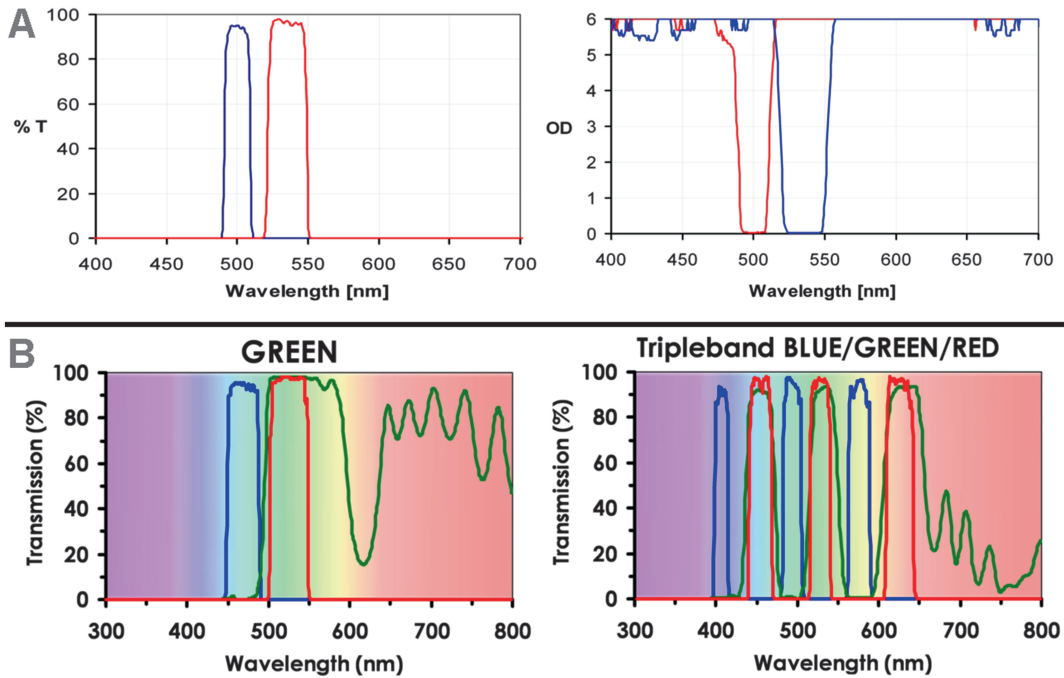 A
100
80
60
40
20
0
% T
400 450 500 550 600 650 700
Wavelength [nm]
6
5
4
3
2
1
0
OD
400 450 500 550 600 650 700
Wavelength [nm]
B
GREEN
100
80
60
40
20
0
Transmission (%)
300 400 500 600 700 800
Wavelength (nm)
Tripleband BLUE/GREEN/RED
100
80
60
40
20
0
Transmission (%)
300 400 500 600 700 800
Wavelength (nm)